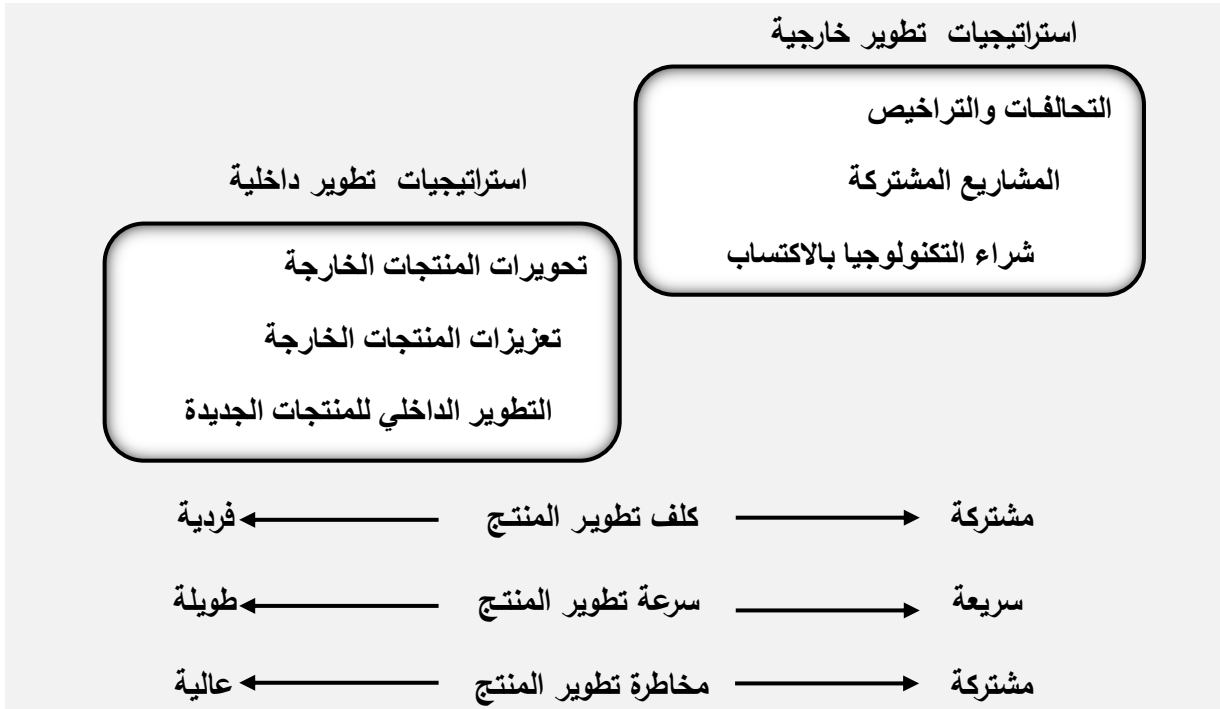 استراتيجيات تطوير خارجية
التحالفات والتراخيص
المشاريع المشتركة
شراء التكنولوجيا بالاكتساب
استراتيجيات تطوير داخلية
تحويرات المنتجات الخارجة
تعزيزات المنتجات الخارجة
التطوير الداخلي للمنتجات الجديدة
مشتركة كلف تطوير المنتج فردية
سريعة سرعة تطوير المنتج طويلة
مشتركة مخاطرة تطوير المنتج عالية